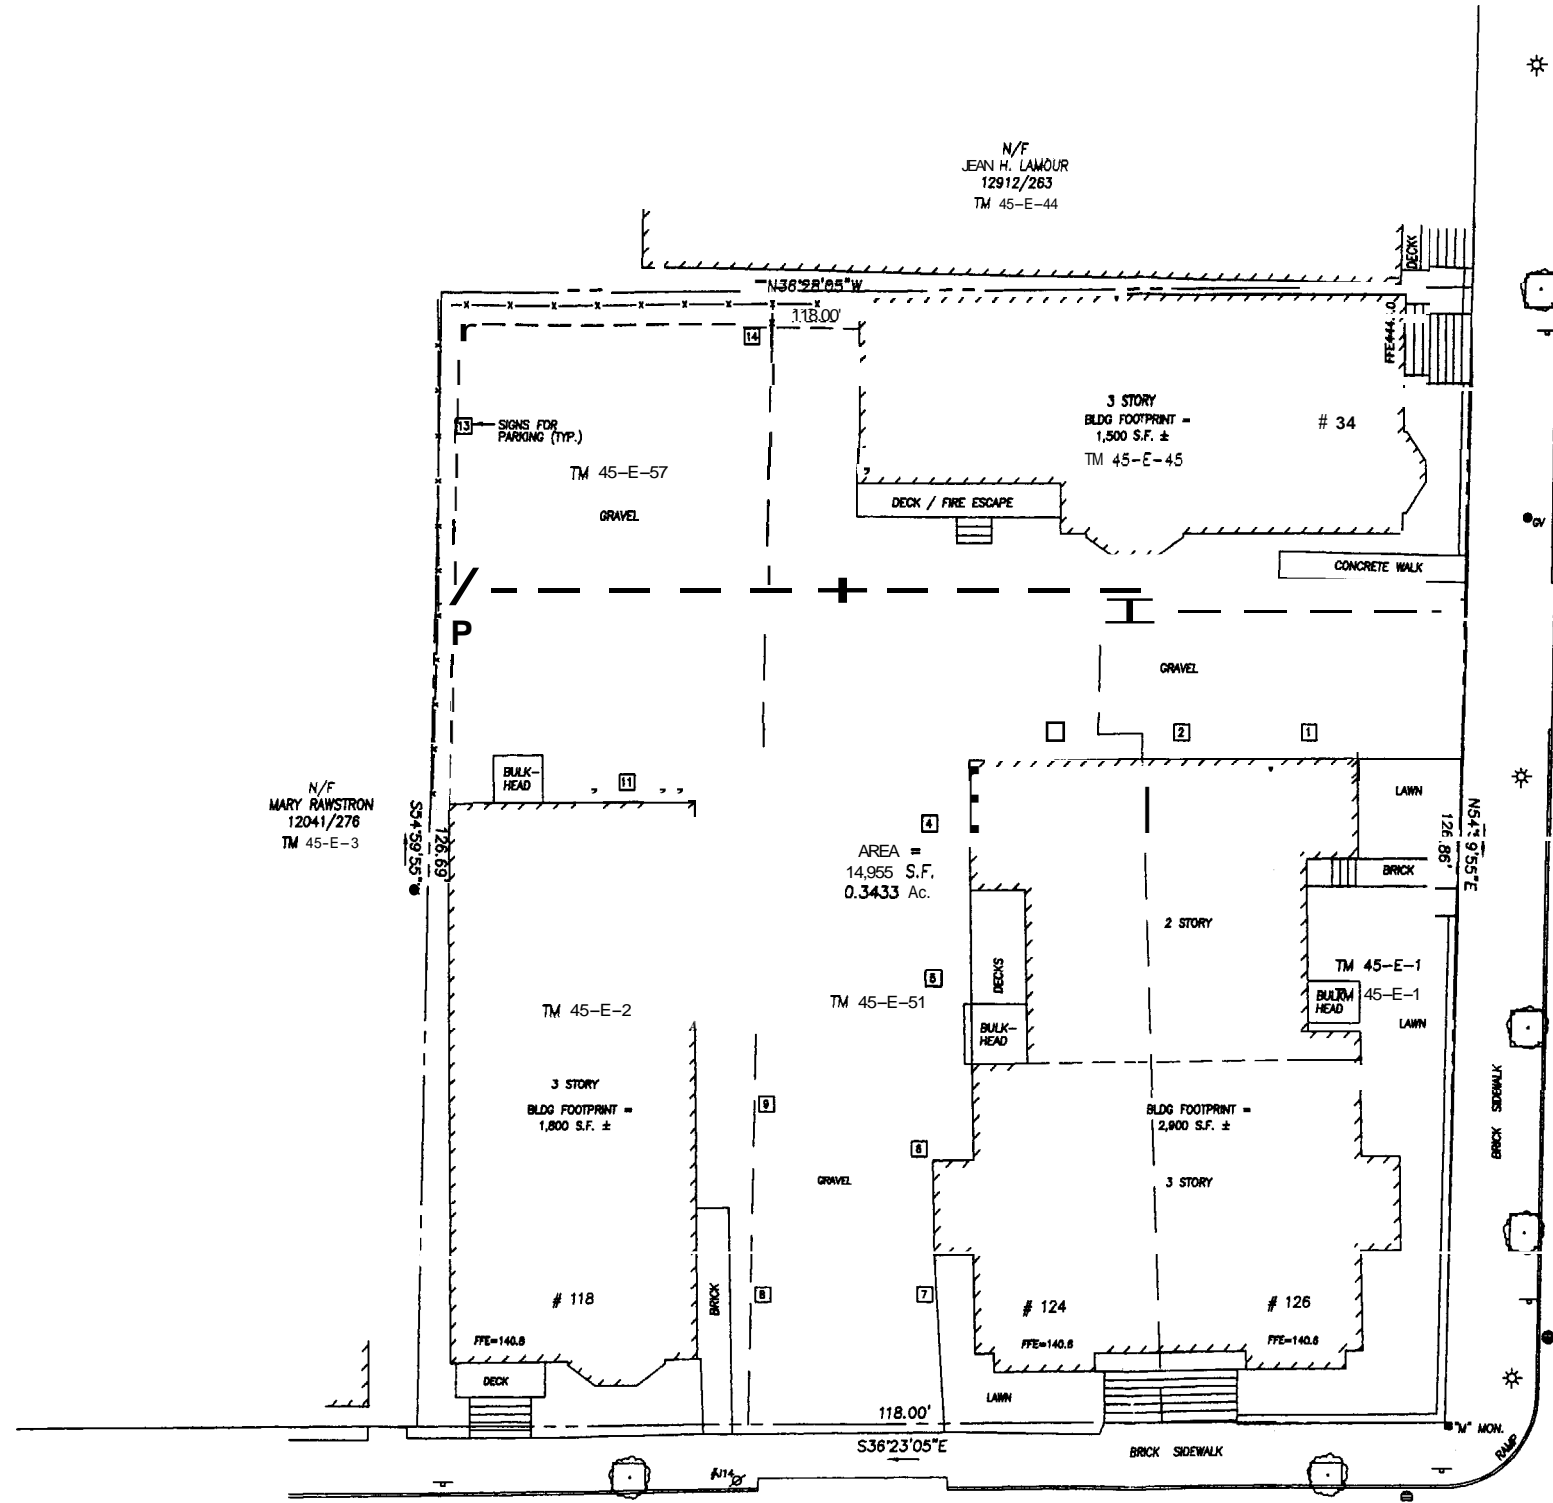 N/F
JEAN H. LAMOUR
12912/263
TM 45-E-44
DECK
118.00'
14
3 STORY
BLDG FOOTPRINT =
1,500 S.F. ±
TM 45-E-45
# 34
13
SIGNS FOR
PARKING (TYP.)
TM 45-E-57
GRAVEL
DECK / FIRE ESCAPE
GV
CONCRETE WALK
P
GRAVEL
2
1
BULK-
HEAD
11
N/F
MARY RAWSTRON
12041/276
TM 45-E-3
S54°59'55"W
126.69'
4
AREA =
14,955 S.F.
0.3433 Ac.
LAWN
126.86'
BRICK
2 STORY
DECKS
5
TM 45-E-51
TM 45-E-2
TM 45-E-1
45-E-1
BULK-
HEAD
HEAD
LAWN
3 STORY
BLDG FOOTPRINT =
1,800 S.F. ±
9
6
BLDG FOOTPRINT =
2,900 S.F. ±
BRICK SIDEWALK
GRAVEL
3 STORY
# 118
BRICK
8
7
# 124
# 126
FFE=140.6
FFE=140.6
FFE=140.6
DECK
LAWN
118.00'
S36°23'05"E
BRICK SIDEWALK
"M" MON.
RAMP